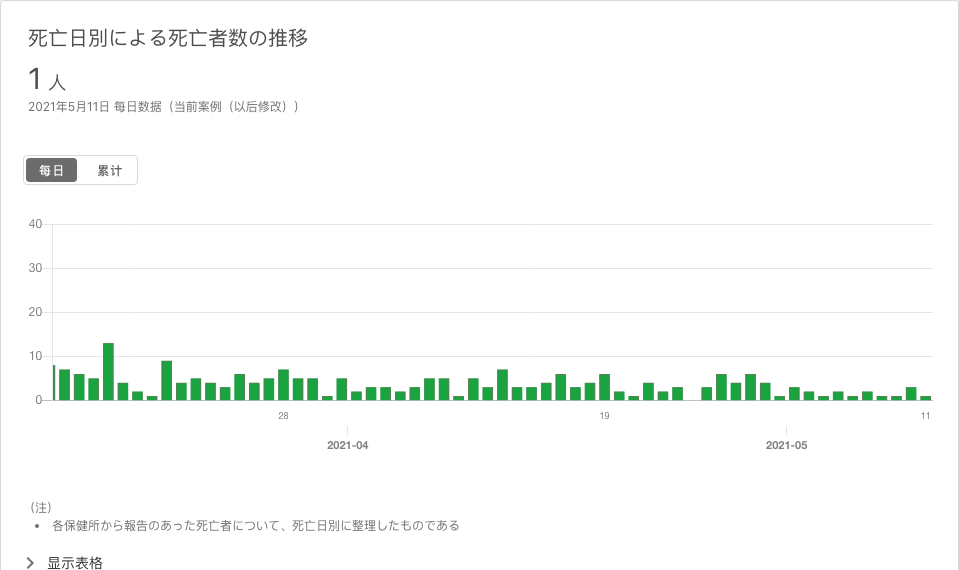 死亡日別による死亡者数の推移
1 人
2021年5月11日 每日数据（当前案例（以后修改））
每日 累计
40
30
20
10
0
28 19 11
2021-04 2021-05
（注）
• 各保健所から報告のあった死亡者について、死亡日別に整理したものである
显示表格